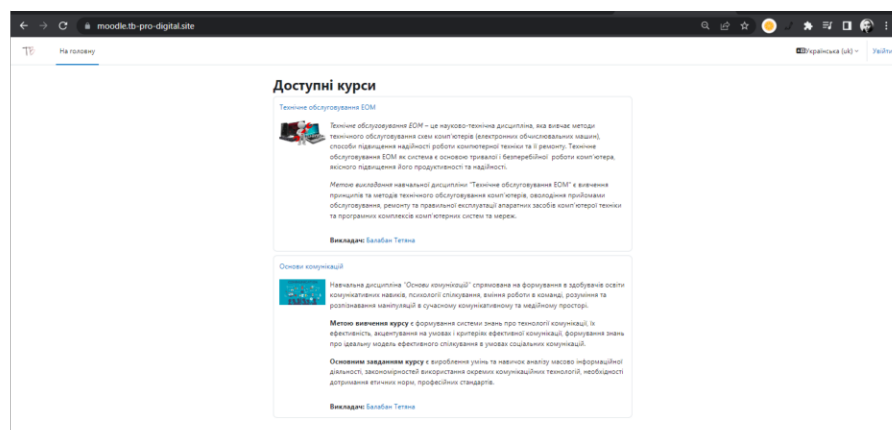 moodle.tb-pro-digital.site
На головну
Українська (uk)
Увійти
Доступні курси
Технічне обслуговування ЕОМ
Технічне обслуговування ЕОМ – це науково-технічна дисципліна, яка вивчає методи
технічного обслуговування схем комп'ютерів (електронних обчислювальних машин),
способи підвищення надійності роботи комп'ютерної техніки та її ремонту. Технічне
обслуговування ЕОМ як система є основою тривалої і безперебійної роботи комп'ютера,
якісного підвищення його продуктивності та надійності.
Метою викладання навчальної дисципліни "Технічне обслуговування ЕОМ" є вивчення
принципів та методів технічного обслуговування комп'ютерів, оволодіння прийомами
обслуговування, ремонту та правильної експлуатації апаратних засобів комп'ютерої техніки
та програмних комплексів комп'ютерних систем та мереж.
Викладач: Балабан Тетяна
Основи комунікацій
Навчальна дисципліна "Основи комунікацій" спрямована на формування в здобувачів освіти
комунікативних навиків, психології спілкування, вміння роботи в команді, розуміння та
розпізнавання маніпуляцій в сучасному комунікативному та медійному просторі.
Метою вивчення курсу є формування системи знань про технології комунікації, їх
ефективність, акцентування на умовах і критеріях ефективної комунікації, формування знань
про ідеальну модель ефективного спілкування в умовах соціальних комунікацій.
Основним завданням курсу є вироблення умінь та навичок аналізу масово інформаційної
діяльності, закономірностей використання окремих комунікаційних технологій, необхідності
дотримання етичних норм, професійних стандартів.
Викладач: Балабан Тетяна